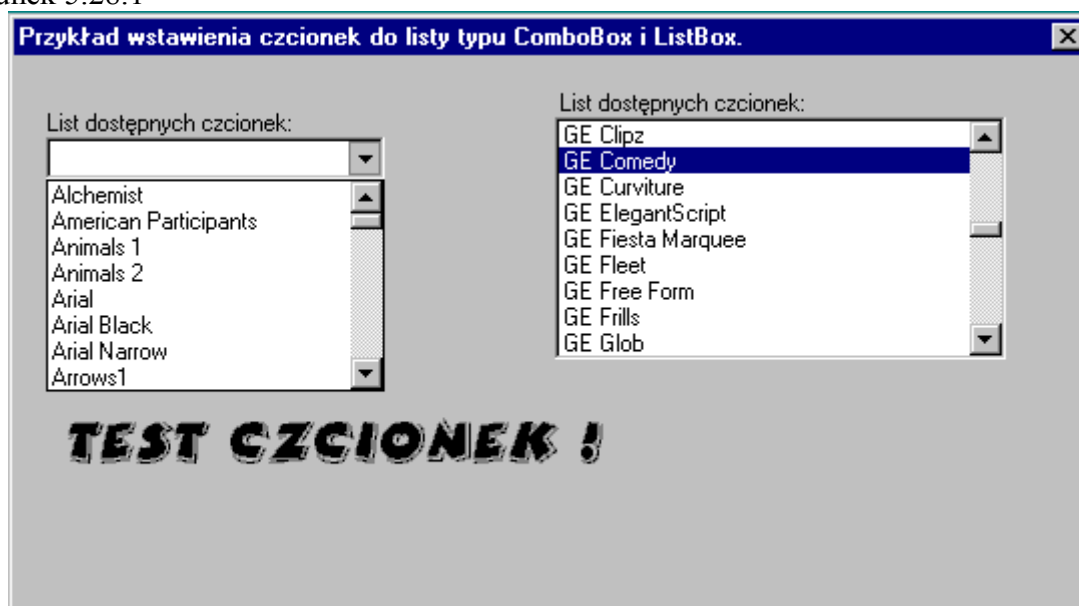 Przykład wstawienia czcionek do listy typu ComboBox i ListBox.
List dostępnych czcionek:
Alchemist
American Participants
Animals 1
Animals 2
Arial
Arial Black
Arial Narrow
Arrows1
List dostępnych czcionek:
GE Clipz
GE Comedy
GE Curviture
GE ElegantScript
GE Fiesta Marquee
GE Fleet
GE Free Form
GE Frills
GE Glob
TEST CZCIONEK !